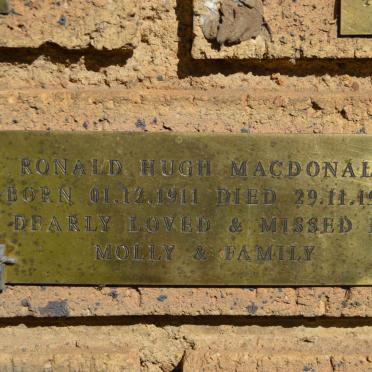 RONALD HUGH MACDONAL
BORN 01.12.1911 DIED 29.11.19
DEARLY LOVED & MISSED
MOLLY & FAMILY